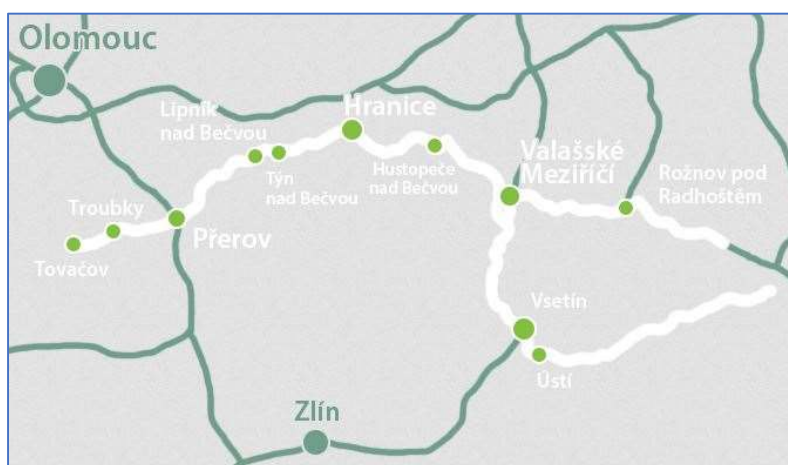 Olomouc
Hranice
Lipník
nad Bečvou
Týn
nad Bečvou
Hustopeče
nad Bečvou
Valašské
Meziříčí
Rožnov pod
Radhoštěm
Troubky
Přerov
Tovačov
Vsetín
Ústí
Zlín